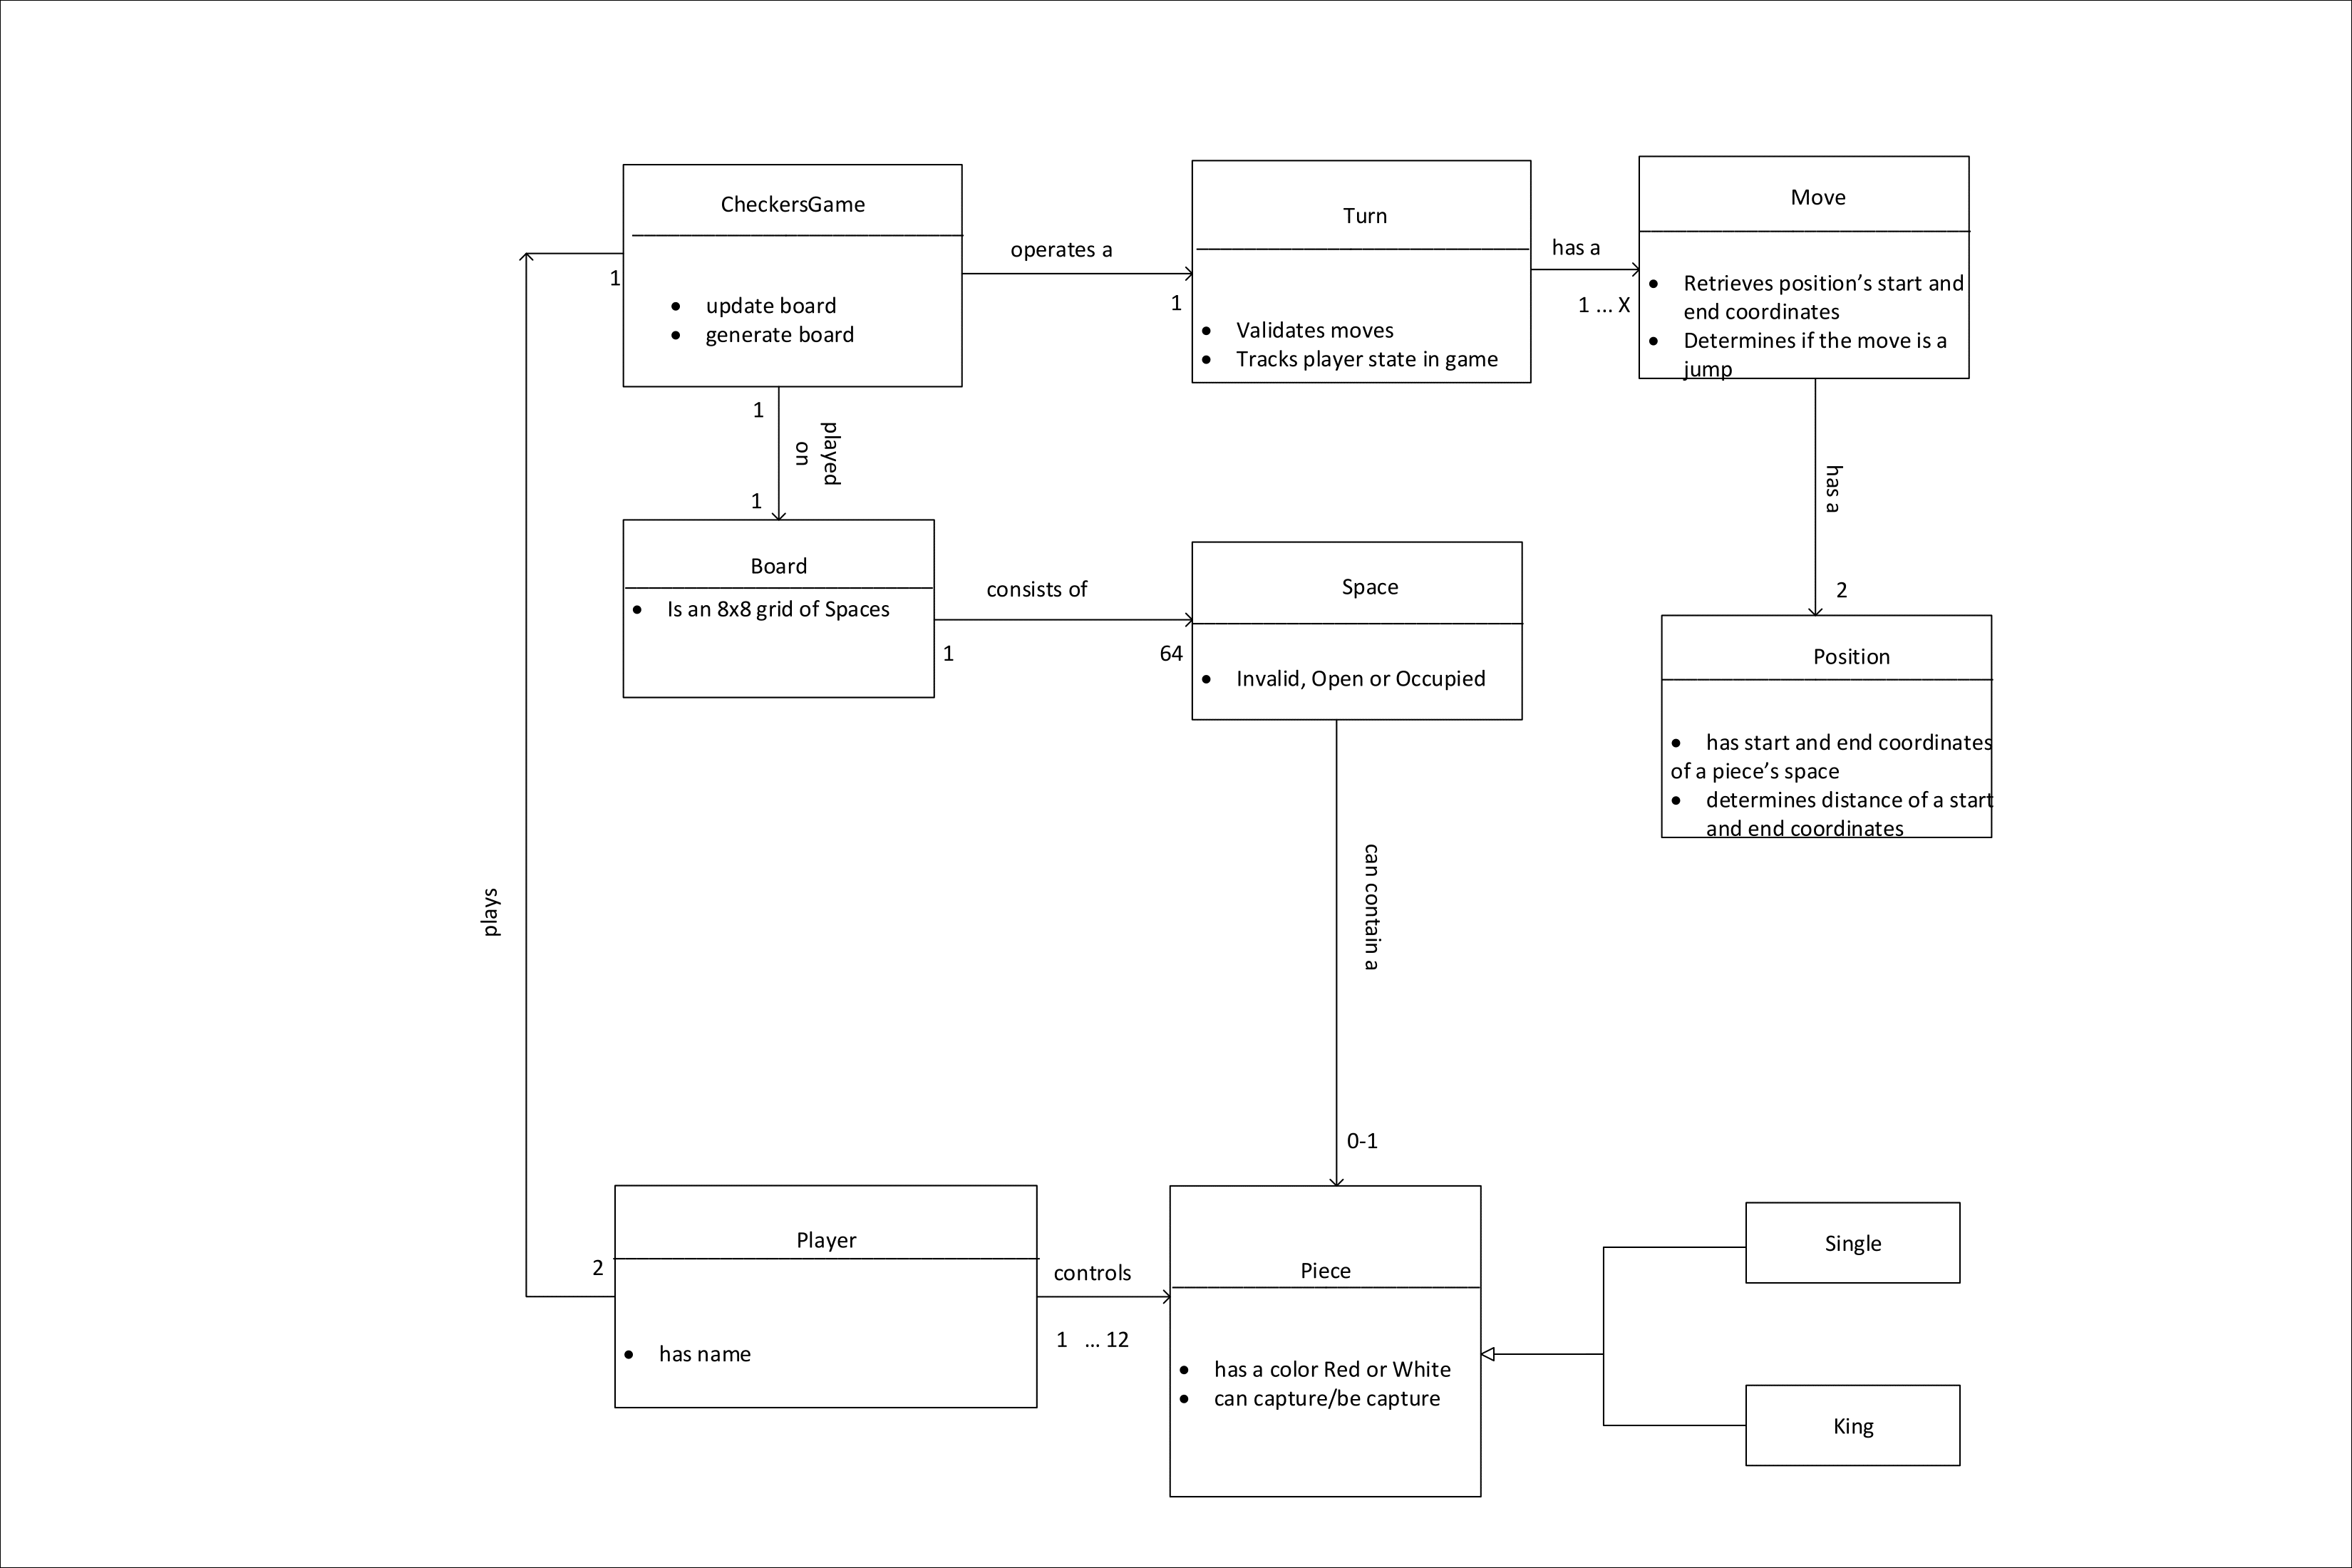 CheckersGame
update board
generate board
1
operates a
1
Turn
Validates moves
Tracks player state in game
has a
1 ... X
Move
Retrieves position’s start and
end coordinates
Determines if the move is a
jump
1
played
on
1
has a
2
Board
Is an 8x8 grid of Spaces
consists of
1
64
Space
Invalid, Open or Occupied
Position
has start and end coordinates
of a piece’s space
determines distance of a start
and end coordinates
plays
can contain a
0-1
2
Player
has name
controls
1 ... 12
Piece
has a color Red or White
can capture/be capture
Single
King